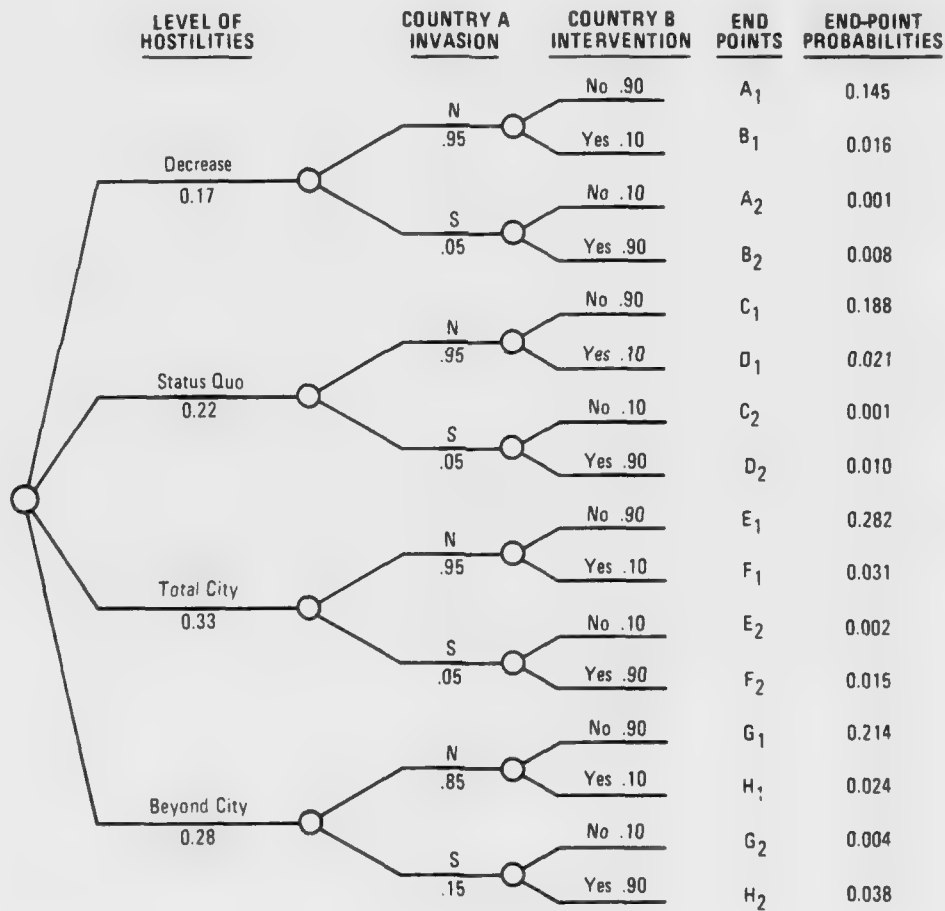 LEVEL OF HOSTILITIES
COUNTRY A INVASION
COUNTRY B INTERVENTION
END POINTS
END-POINT PROBABILITIES
No .90 A1 0.145
N
.95
Yes .10 B1 0.016
Decrease
0.17
No .10 A2 0.001
S
.05
Yes .90 B2 0.008
No .90 C1 0.188
N
.95
Yes .10 D1 0.021
Status Quo
0.22
No .10 C2 0.001
S
.05
Yes .90 D2 0.010
No .90 E1 0.282
N
.95
Yes .10 F1 0.031
Total City
0.33
No .10 E2 0.002
S
.05
Yes .90 F2 0.015
No .90 G1 0.214
N
.85
Yes .10 H1 0.024
Beyond City
0.28
No .10 G2 0.004
S
.15
Yes .90 H2 0.038